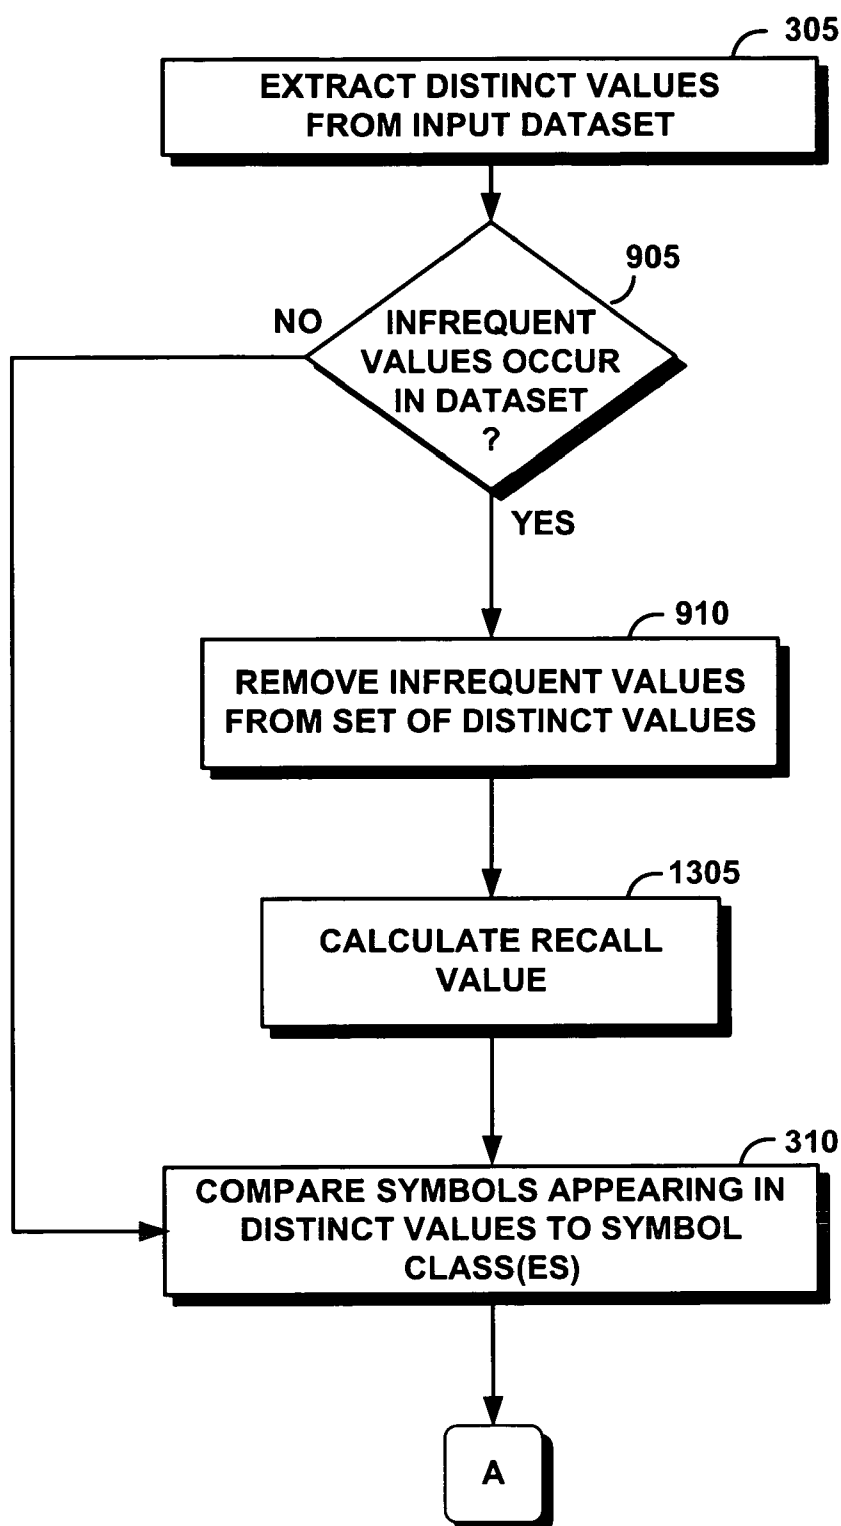 305
EXTRACT DISTINCT VALUES
FROM INPUT DATASET
905
NO
INFREQUENT
VALUES OCCUR
IN DATASET
?
YES
910
REMOVE INFREQUENT VALUES
FROM SET OF DISTINCT VALUES
1305
CALCULATE RECALL
VALUE
310
COMPARE SYMBOLS APPEARING IN
DISTINCT VALUES TO SYMBOL
CLASS(ES)
A